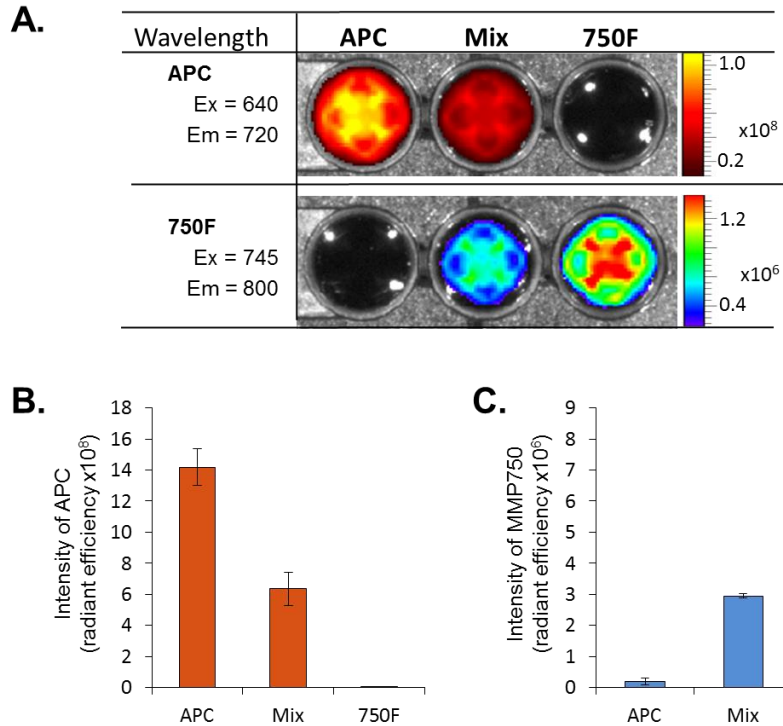 A.
Wavelength APC Mix 750F
APC
Ex = 640
Em = 720
1.0
x10⁸
0.2
750F
Ex = 745
Em = 800
1.2
x10⁶
0.4
B.
Intensity of APC
(radiant efficiency x10⁸)
18
16
14
12
10
8
6
4
2
0
APC Mix 750F
C.
Intensity of MMP750
(radiant efficiency x10⁶)
9
8
7
6
5
4
3
2
1
0
APC Mix